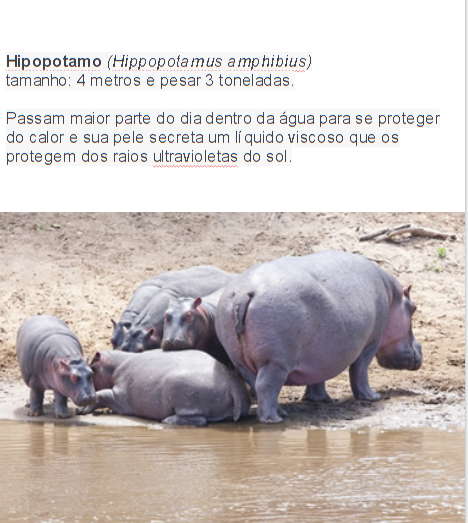 Hipopotamo (Hippopotamus amphibius)
tamanho: 4 metros e pesar 3 toneladas.
Passam maior parte do dia dentro da água para se proteger
do calor e sua pele secreta um líquido viscoso que os
protegem dos raios ultravioletas do sol.